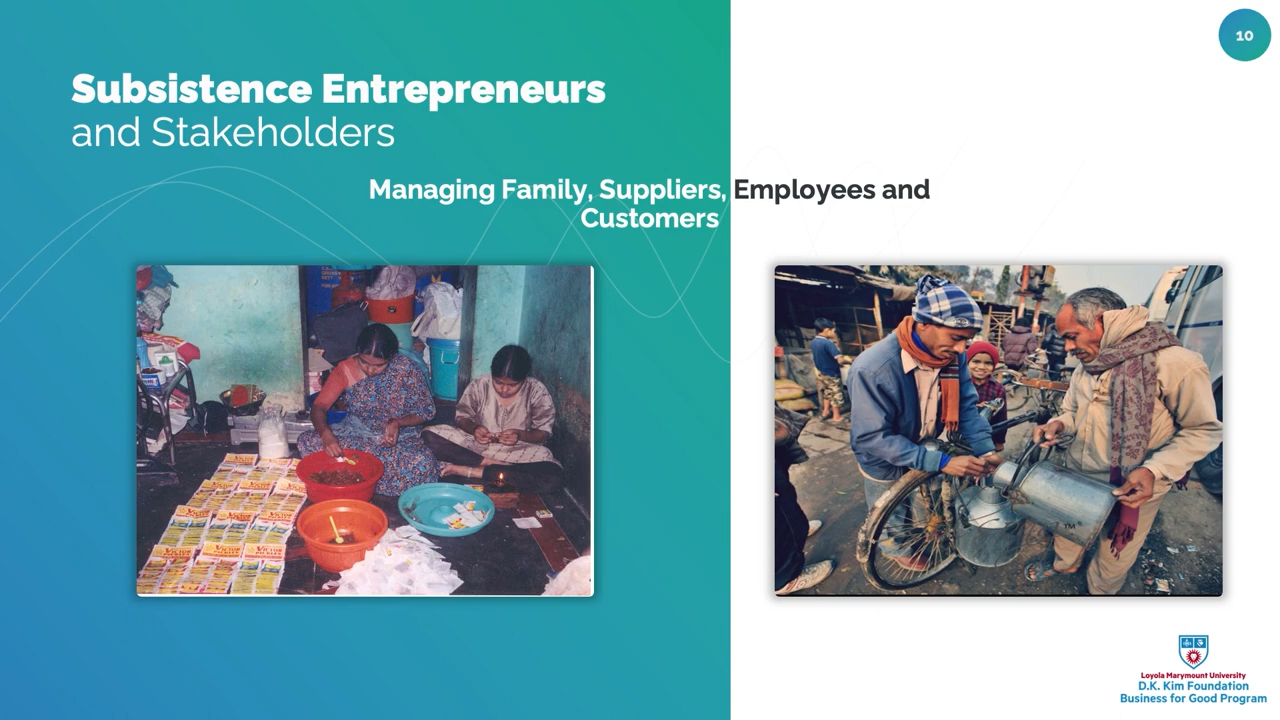 10
Subsistence Entrepreneurs
and Stakeholders
Managing Family, Suppliers, Employees and
Customers
TM
Loyola Marymount University
D.K. Kim Foundation
Business for Good Program